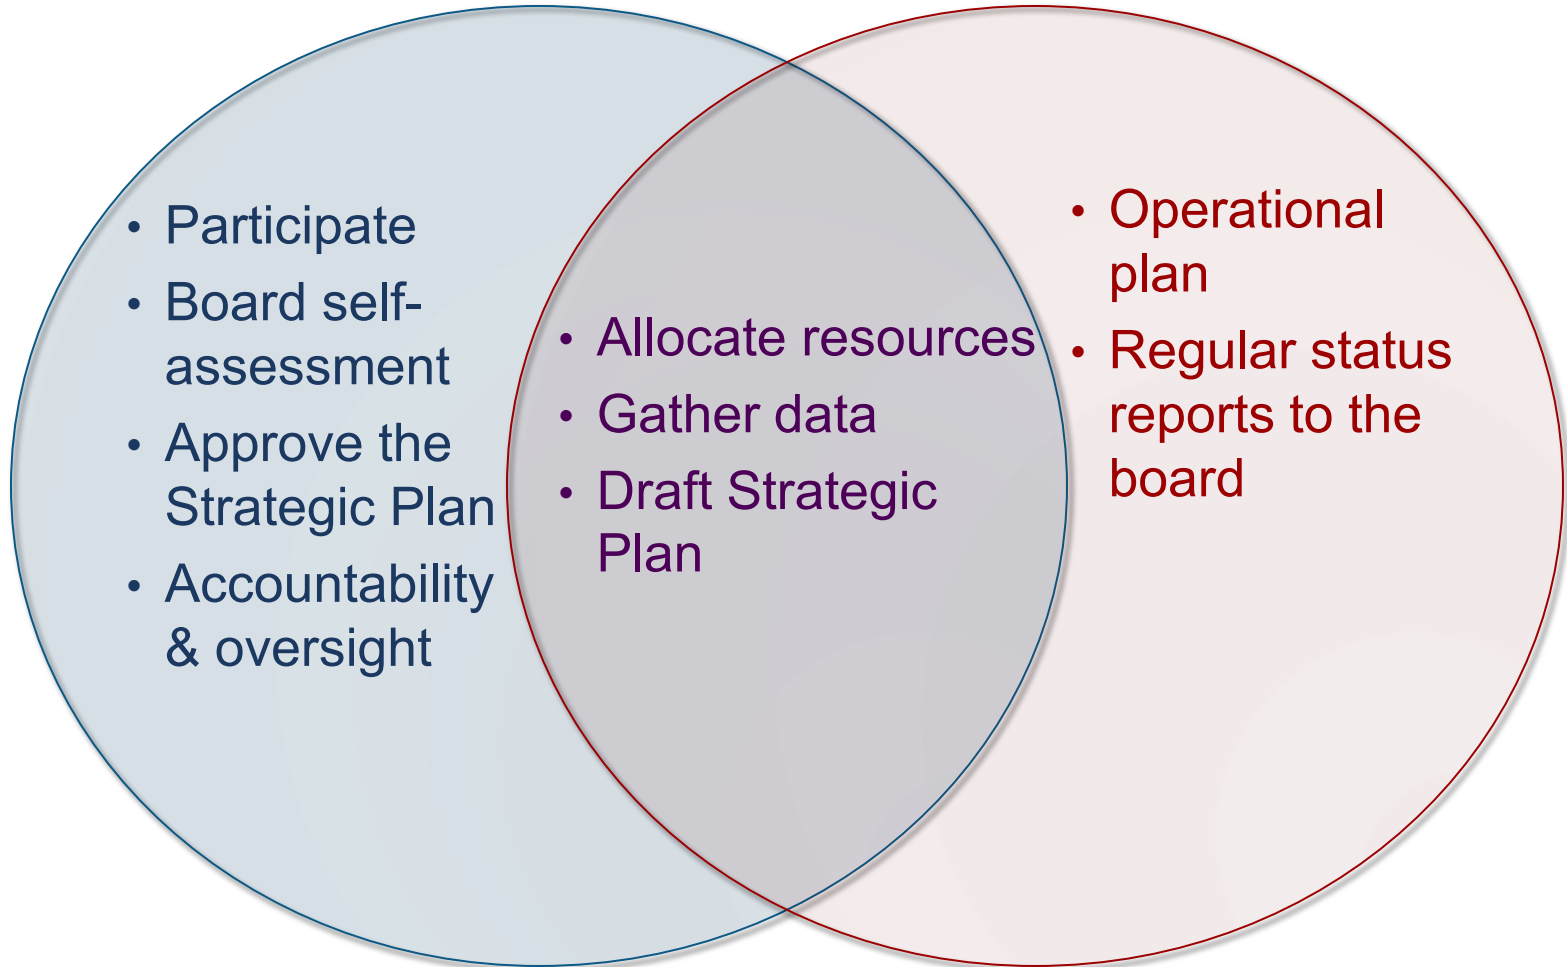 • Participate
• Board self-
assessment
• Approve the
Strategic Plan
• Accountability
& oversight
• Allocate resources
• Gather data
• Draft Strategic
Plan
• Operational
plan
• Regular status
reports to the
board